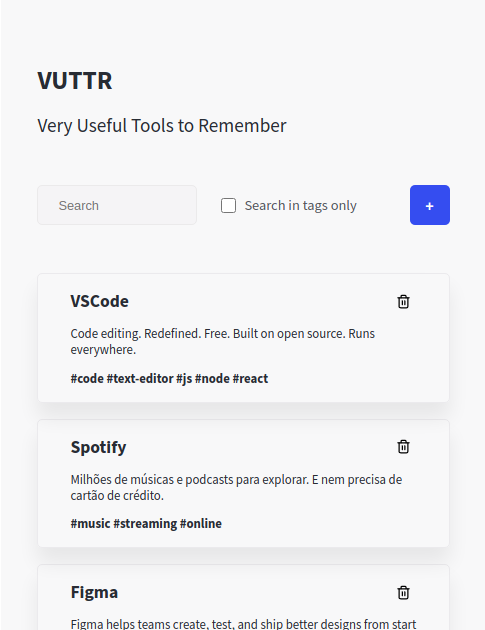 VUTTR
Very Useful Tools to Remember
Search
Search in tags only
+
VSCode
Code editing. Redefined. Free. Built on open source. Runs
everywhere.
#code #text-editor #js #node #react
Spotify
Milhões de músicas e podcasts para explorar. E nem precisa de
cartão de crédito.
#music #streaming #online
Figma
Figma helps teams create, test, and ship better designs from start